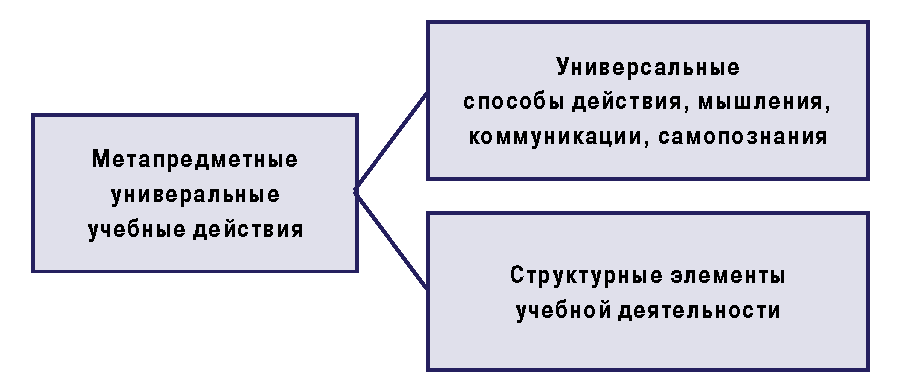 Метапредметные
универальные
учебные действия
Универсальные
способы действия, мышления,
коммуникации, самопознания
Структурные элементы
учебной деятельности